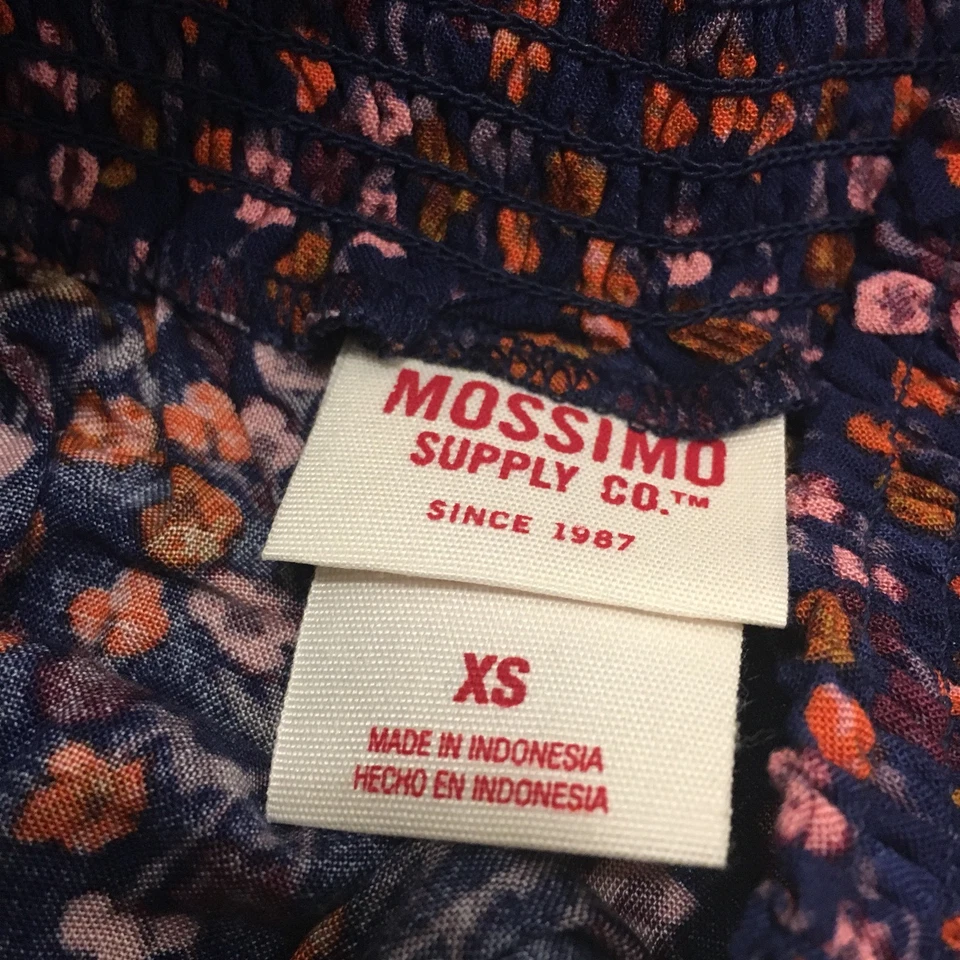 MOSSIMO
SUPPLY CO.™
SINCE 1987
XS
MADE IN INDONESIA
HECHO EN INDONESIA